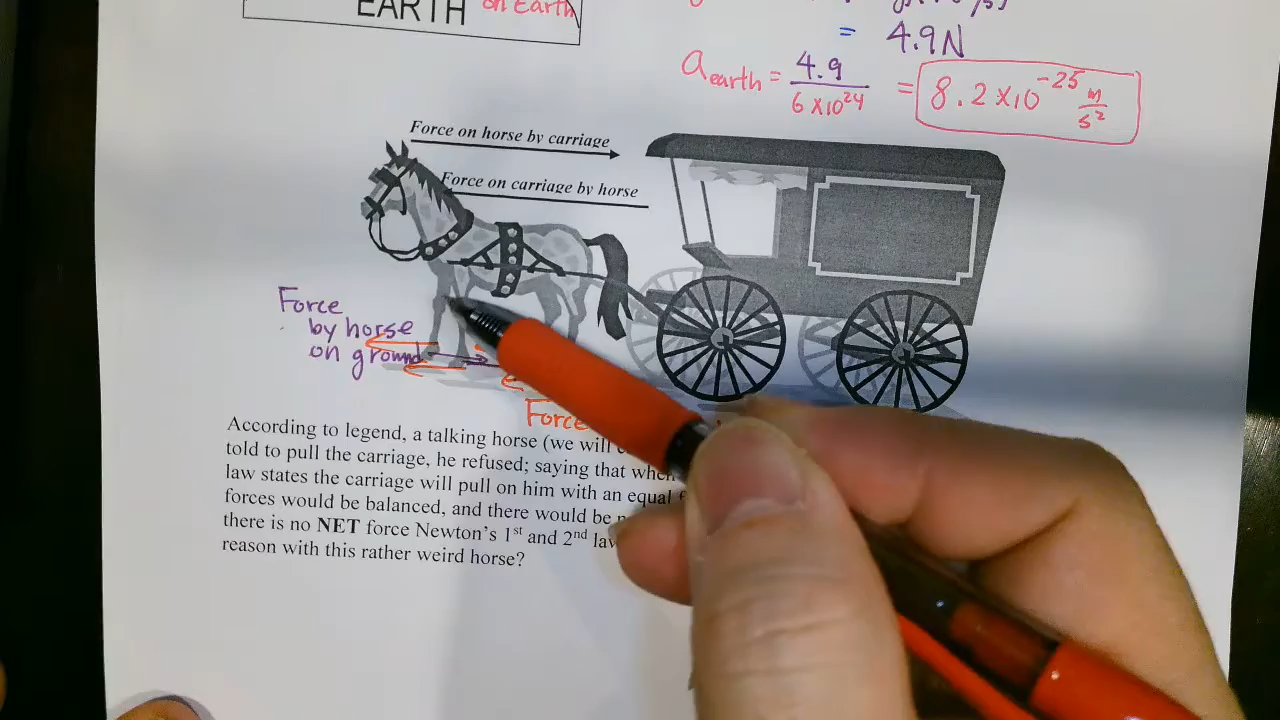 EARTH on Earth
= 4.9N
a earth = 4.9 / 6 x10^24 = 8.2 x10^-25 m/s^2
Force on horse by carriage
Force on carriage by horse
Force
by horse
on ground
Force
According to legend, a talking horse (we will
told to pull the carriage, he refused; saying that when
law states the carriage will pull on him with an equal
forces would be balanced, and there would be
there is no NET force Newton's 1st and 2nd law
reason with this rather weird horse?